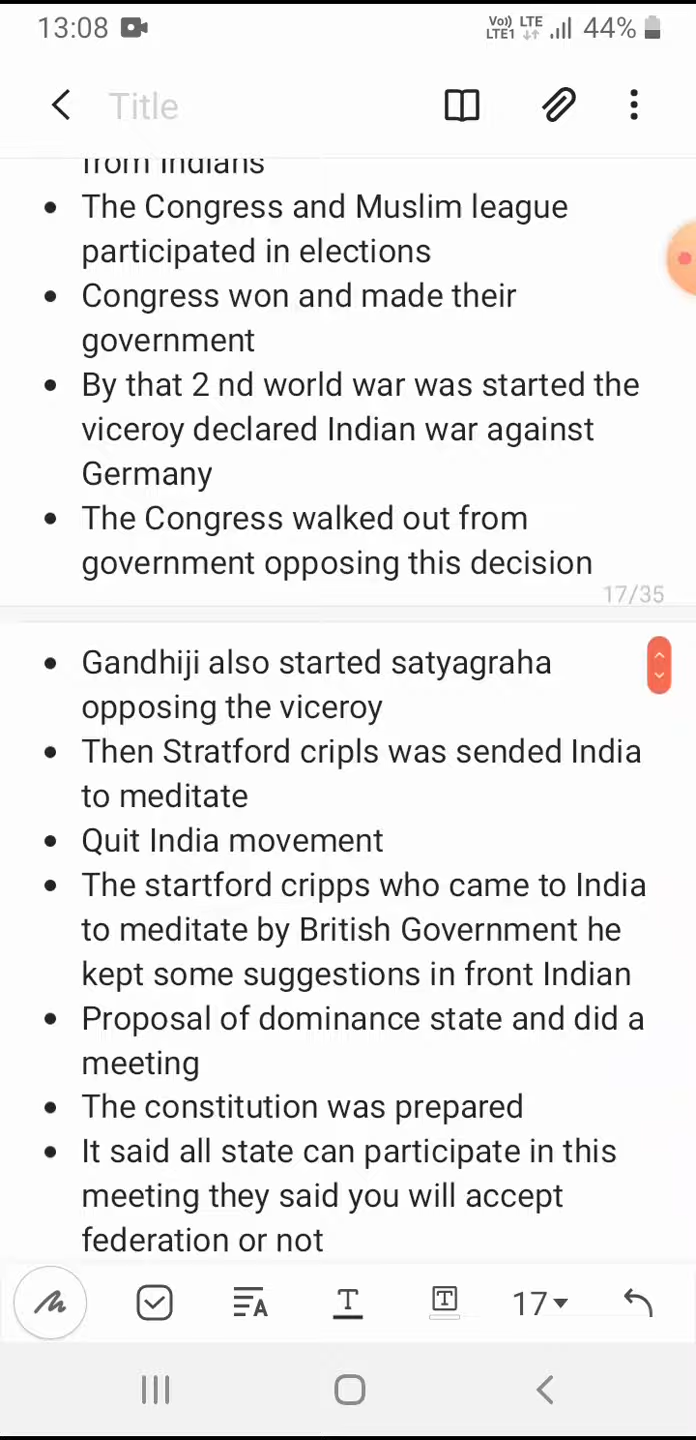 13:08 Vo)) LTE 44%
LTE1
Title
from Indians
• The Congress and Muslim league
participated in elections
• Congress won and made their
government
• By that 2 nd world war was started the
viceroy declared Indian war against
Germany
• The Congress walked out from
government opposing this decision
17/35
• Gandhiji also started satyagraha
opposing the viceroy
• Then Stratford cripls was sended India
to meditate
• Quit India movement
• The startford cripps who came to India
to meditate by British Government he
kept some suggestions in front Indian
• Proposal of dominance state and did a
meeting
• The constitution was prepared
• It said all state can participate in this
meeting they said you will accept
federation or not
A T T 17